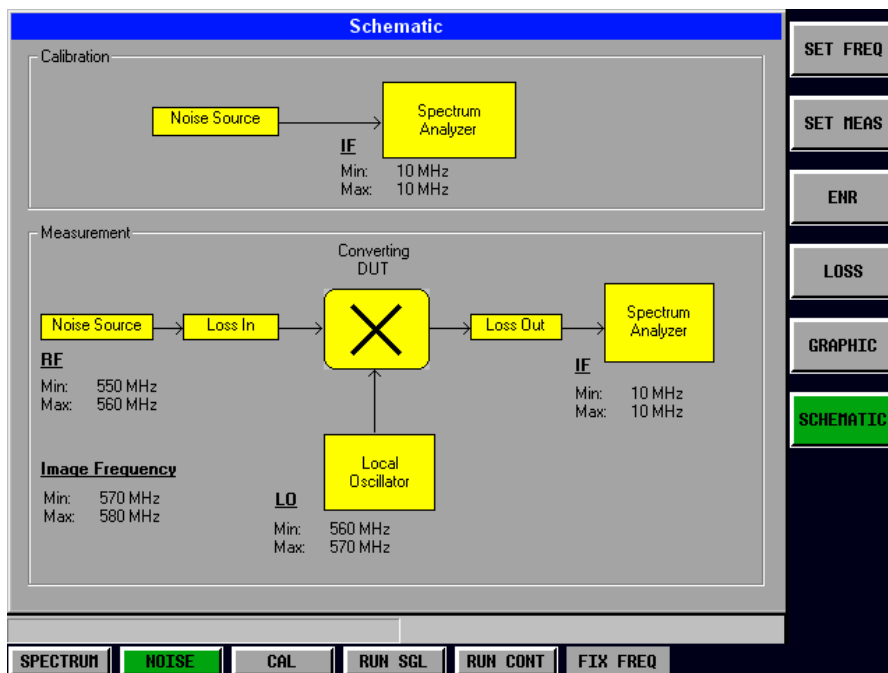 Schematic
Calibration
Noise Source
Spectrum
Analyzer
IF
Min: 10 MHz
Max: 10 MHz
Measurement
Converting
DUT
Noise Source
Loss In
Loss Out
Spectrum
Analyzer
RF
Min: 550 MHz
Max: 560 MHz
IF
Min: 10 MHz
Max: 10 MHz
Image Frequency
Min: 570 MHz
Max: 580 MHz
Local
Oscillator
LO
Min: 560 MHz
Max: 570 MHz
SET FREQ
SET MEAS
ENR
LOSS
GRAPHIC
SCHEMATIC
SPECTRUM
NOISE
CAL
RUN SGL
RUN CONT
FIX FREQ